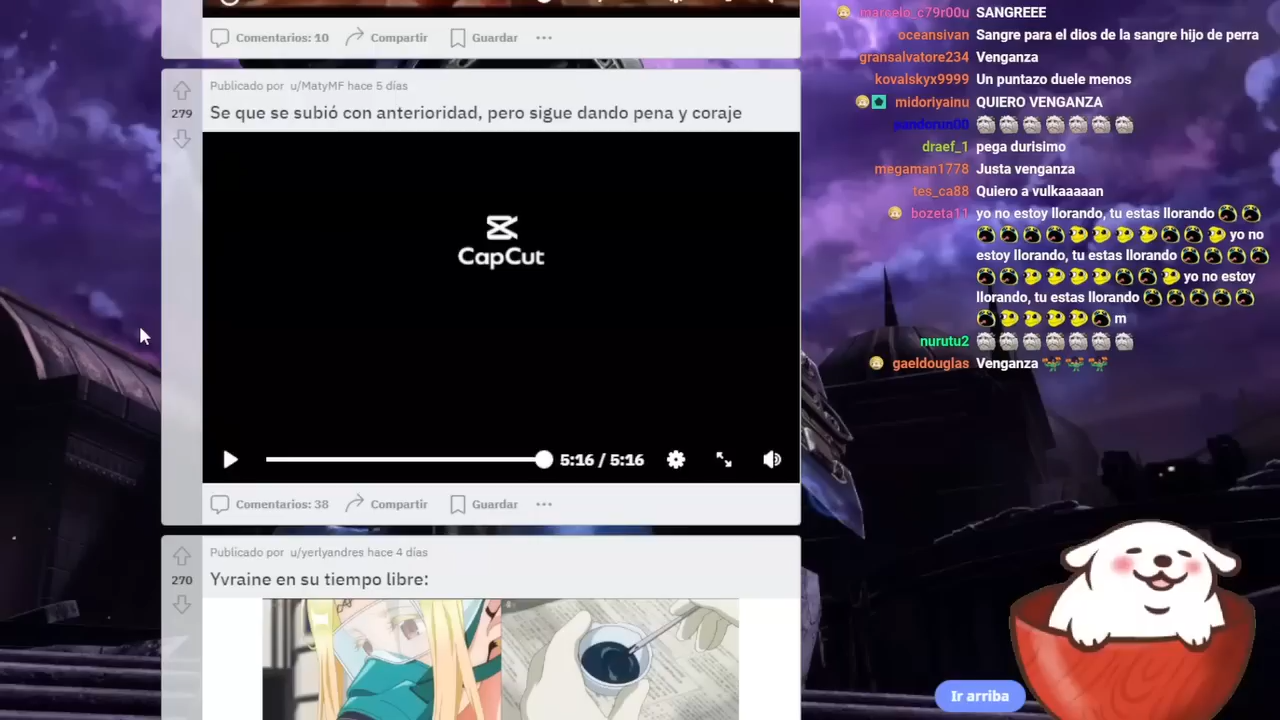 Comentarios: 10 Compartir Guardar
Publicado por u/MatyMF hace 5 días
279
Se que se subió con anterioridad, pero sigue dando pena y coraje
CapCut
5:16 / 5:16
Comentarios: 38 Compartir Guardar
Publicado por u/yerlyandres hace 4 días
270
Yvraine en su tiempo libre:
marcelo_c79r00u SANGREEE
oceansivan Sangre para el dios de la sangre hijo de perra
gransalvatore234 Venganza
kovalskyx9999 Un puntazo duele menos
midoriyainu QUIERO VENGANZA
pandorun00
draef_1 pega durisimo
megaman1778 Justa venganza
tes_ca88 Quiero a vulkaaaaan
bozeta11 yo no estoy llorando, tu estas llorando
yo no
estoy llorando, tu estas llorando
yo no estoy
llorando, tu estas llorando
m
nurutu2
gaeldouglas Venganza
Ir arriba